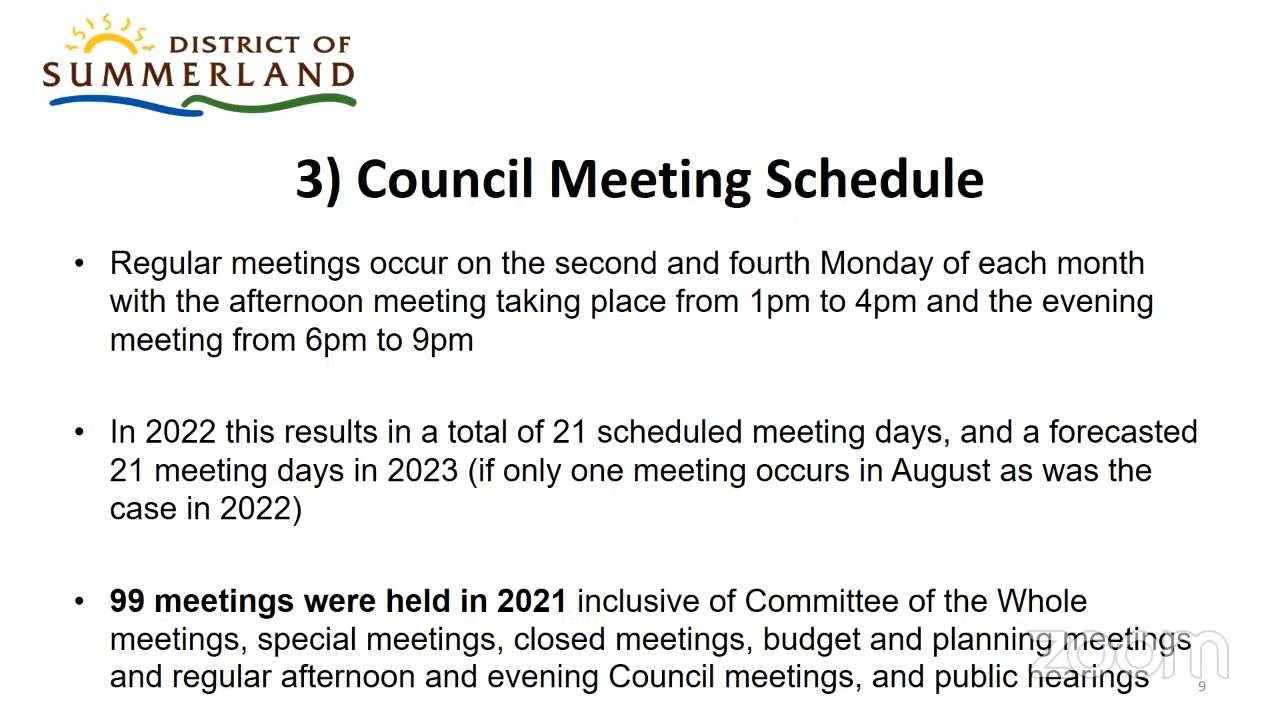 DISTRICT OF
SUMMERLAND
3) Council Meeting Schedule
• Regular meetings occur on the second and fourth Monday of each month
with the afternoon meeting taking place from 1pm to 4pm and the evening
meeting from 6pm to 9pm
• In 2022 this results in a total of 21 scheduled meeting days, and a forecasted
21 meeting days in 2023 (if only one meeting occurs in August as was the
case in 2022)
• 99 meetings were held in 2021 inclusive of Committee of the Whole
meetings, special meetings, closed meetings, budget and planning meetings
and regular afternoon and evening Council meetings, and public hearings
zoom
9